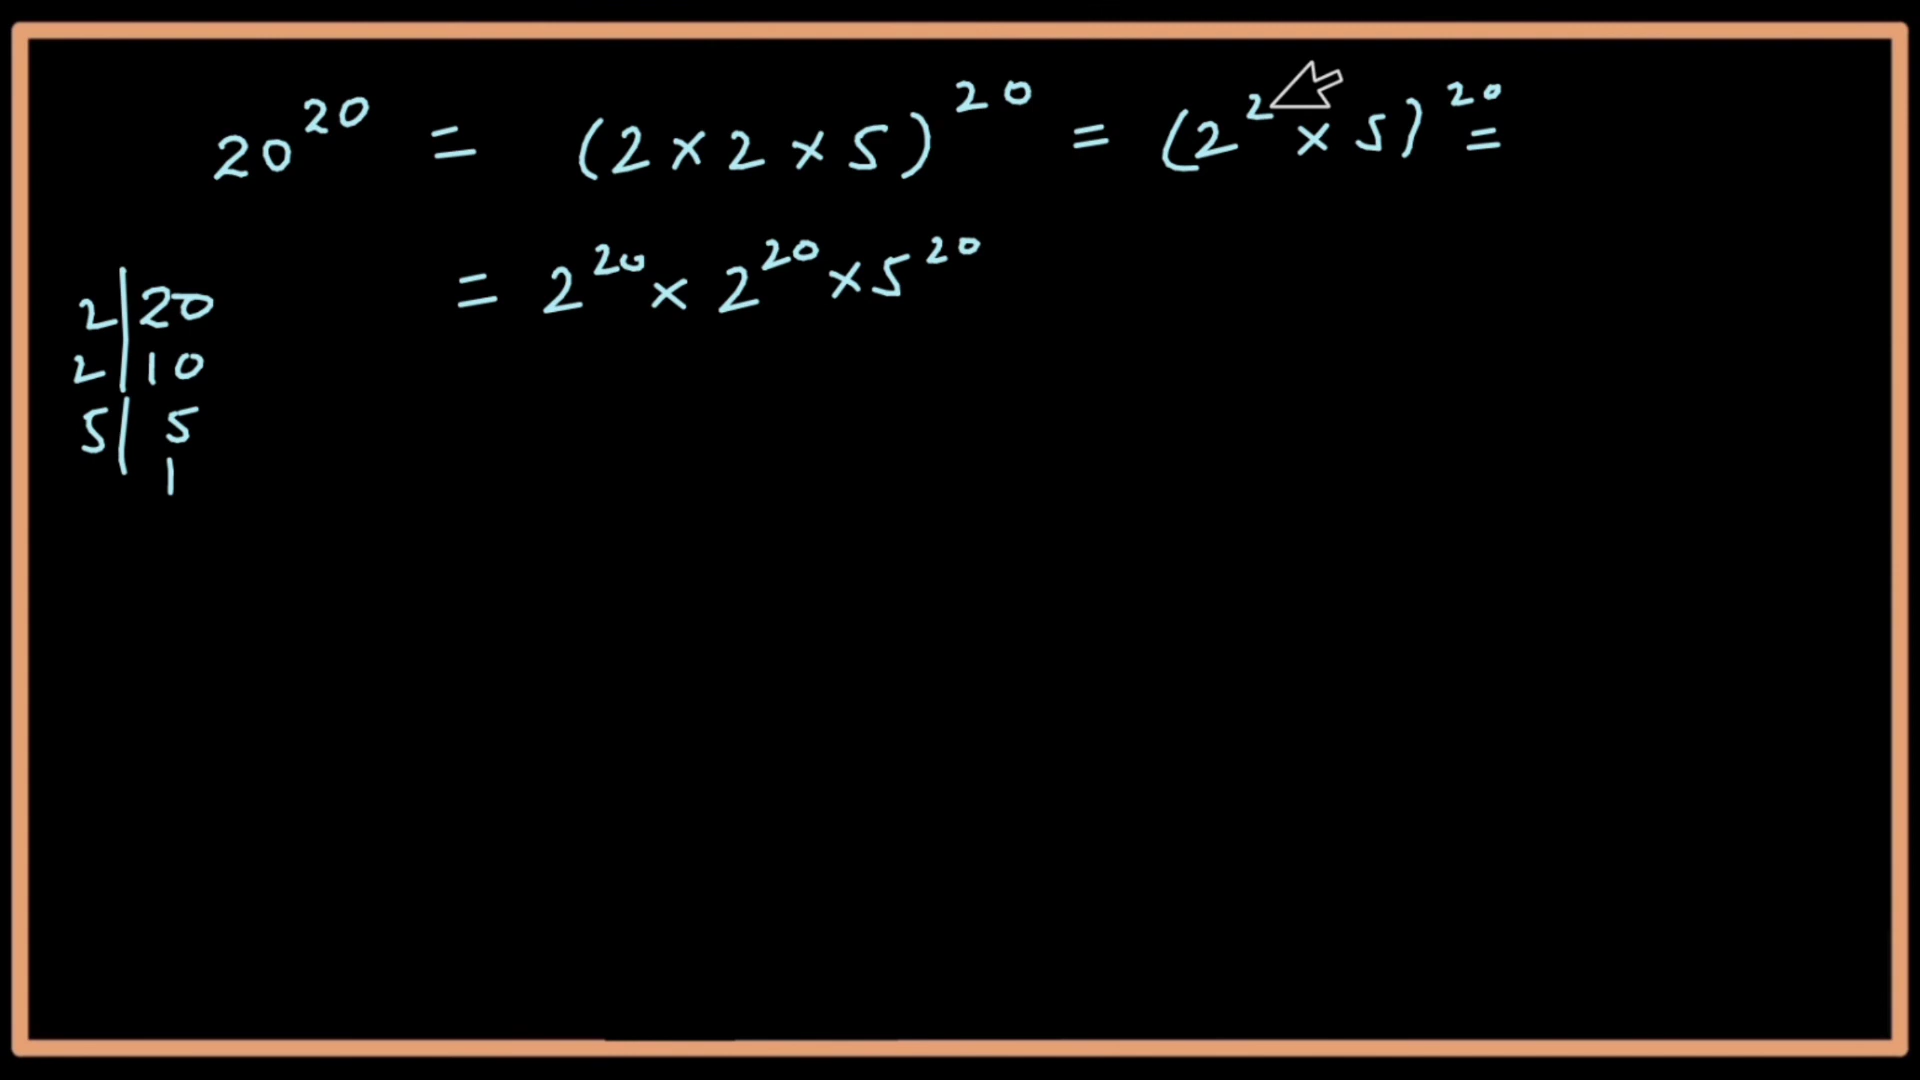 20^20 = (2 × 2 × 5)^20 = (2^2 × 5)^20 =
= 2^20 × 2^20 × 5^20
2 | 20
2 | 10
5 | 5
1